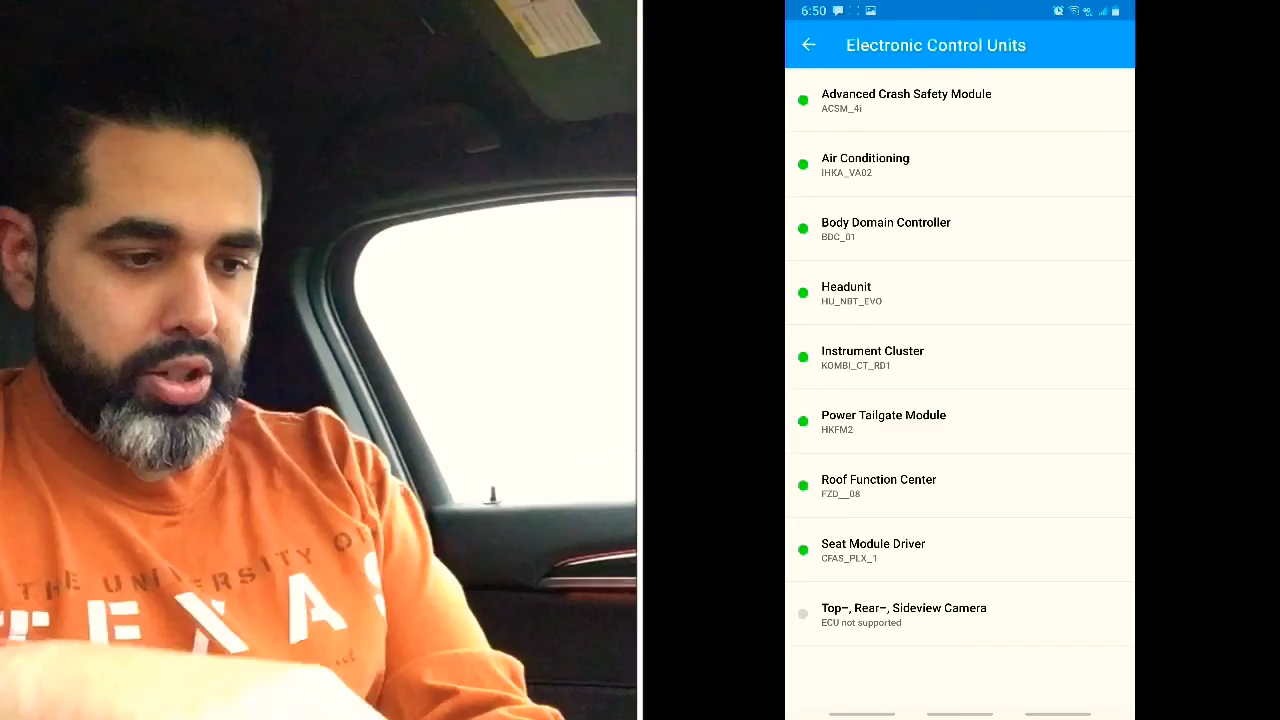 THE UNIVERSITY OF
TEXAS
6:50
Electronic Control Units
Advanced Crash Safety Module
ACSM_4i
Air Conditioning
IHKA_VA02
Body Domain Controller
BDC_01
Headunit
HU_NBT_EVO
Instrument Cluster
KOMBI_CT_RD1
Power Tailgate Module
HKFM2
Roof Function Center
FZD__08
Seat Module Driver
CFAS_PLX_1
Top–, Rear–, Sideview Camera
ECU not supported